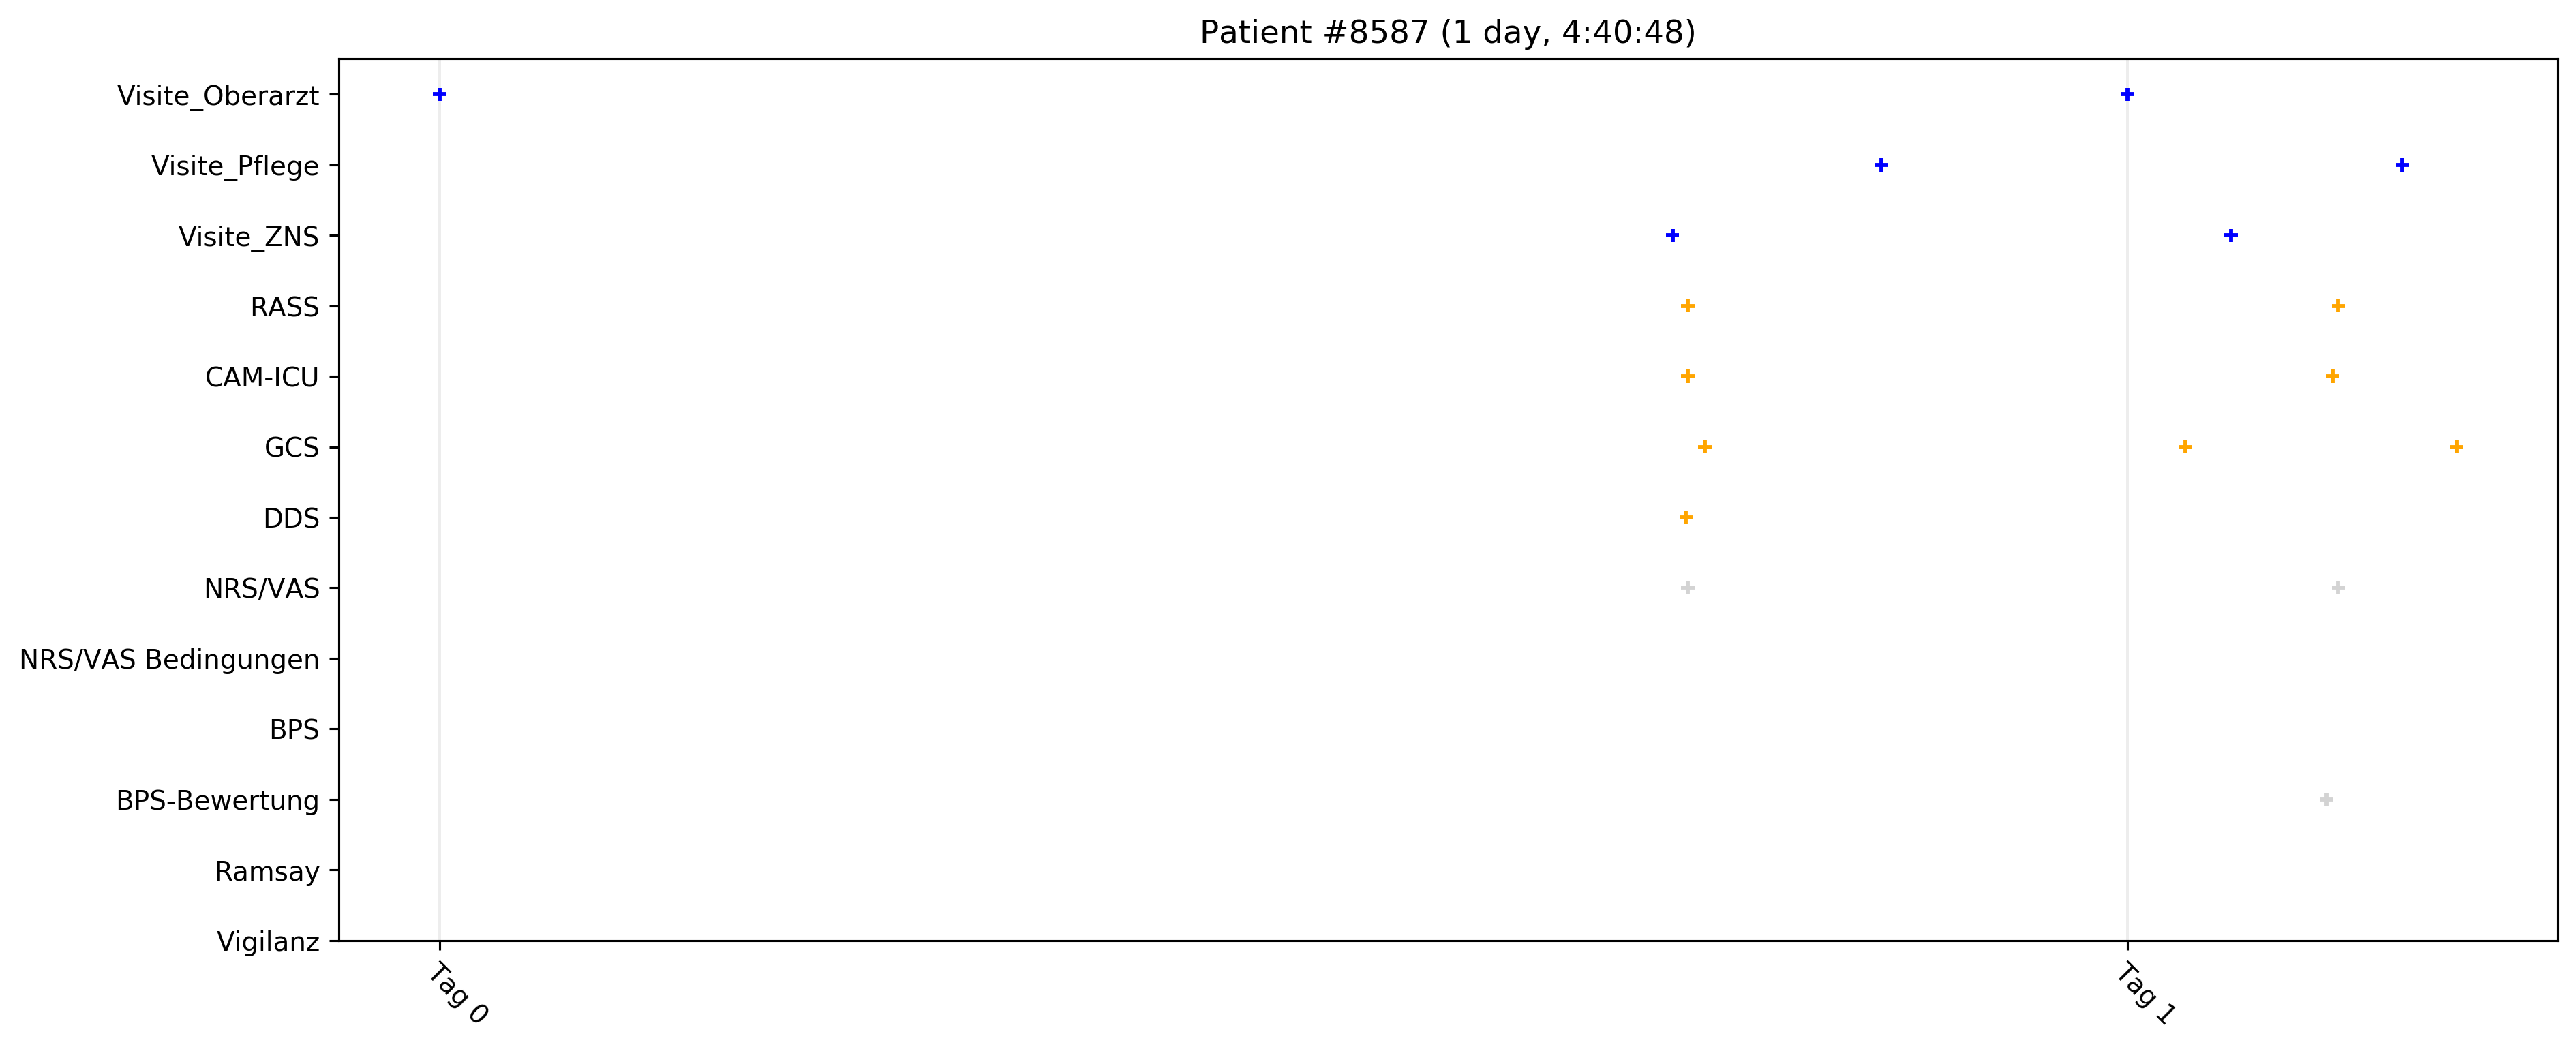 Patient #8587 (1 day, 4:40:48)
Visite_Oberarzt
Visite_Pflege
Visite_ZNS
RASS
CAM-ICU
GCS
DDS
NRS/VAS
NRS/VAS Bedingungen
BPS
BPS-Bewertung
Ramsay
Vigilanz
Tag 0
Tag 1